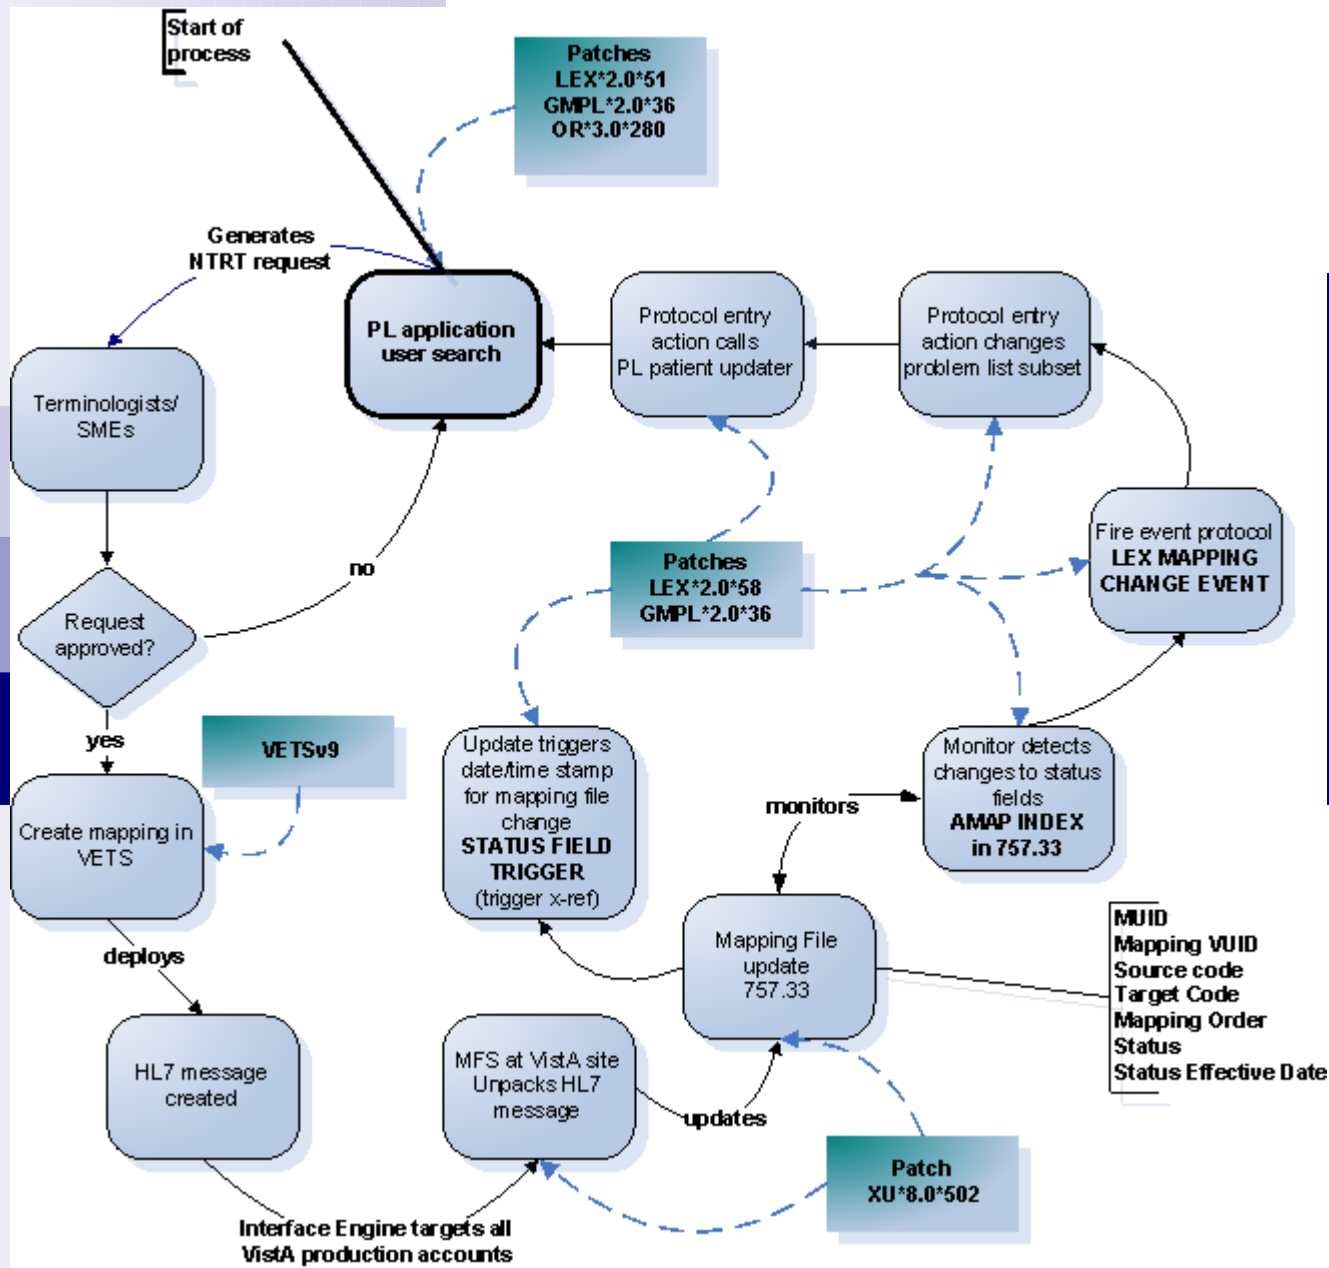 Start of
process
Patches
LEX*2.0*51
GMPL*2.0*36
OR*3.0*280
Generates
NTRT request
PL application
user search
Protocol entry
action calls
PL patient updater
Protocol entry
action changes
problem list subset
Terminologists/
SMEs
no
Patches
LEX*2.0*58
GMPL*2.0*36
Fire event protocol
LEX MAPPING
CHANGE EVENT
Request
approved?
yes
VETSv9
Create mapping in
VETS
Update triggers
date/time stamp
for mapping file
change
STATUS FIELD
TRIGGER
(trigger x-ref)
monitors
Monitor detects
changes to status
fields
AMAP INDEX
in 757.33
deploys
Mapping File
update
757.33
MUID
Mapping VUID
Source code
Target Code
Mapping Order
Status
Status Effective Date
HL7 message
created
MFS at VistA site
Unpacks HL7
message
updates
Patch
XU*8.0*502
Interface Engine targets all
VistA production accounts